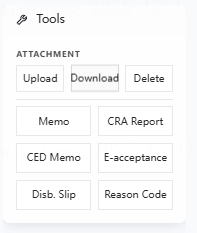 Tools
ATTACHMENT
Upload Download Delete
Memo CRA Report
CED Memo E-acceptance
Disb. Slip Reason Code